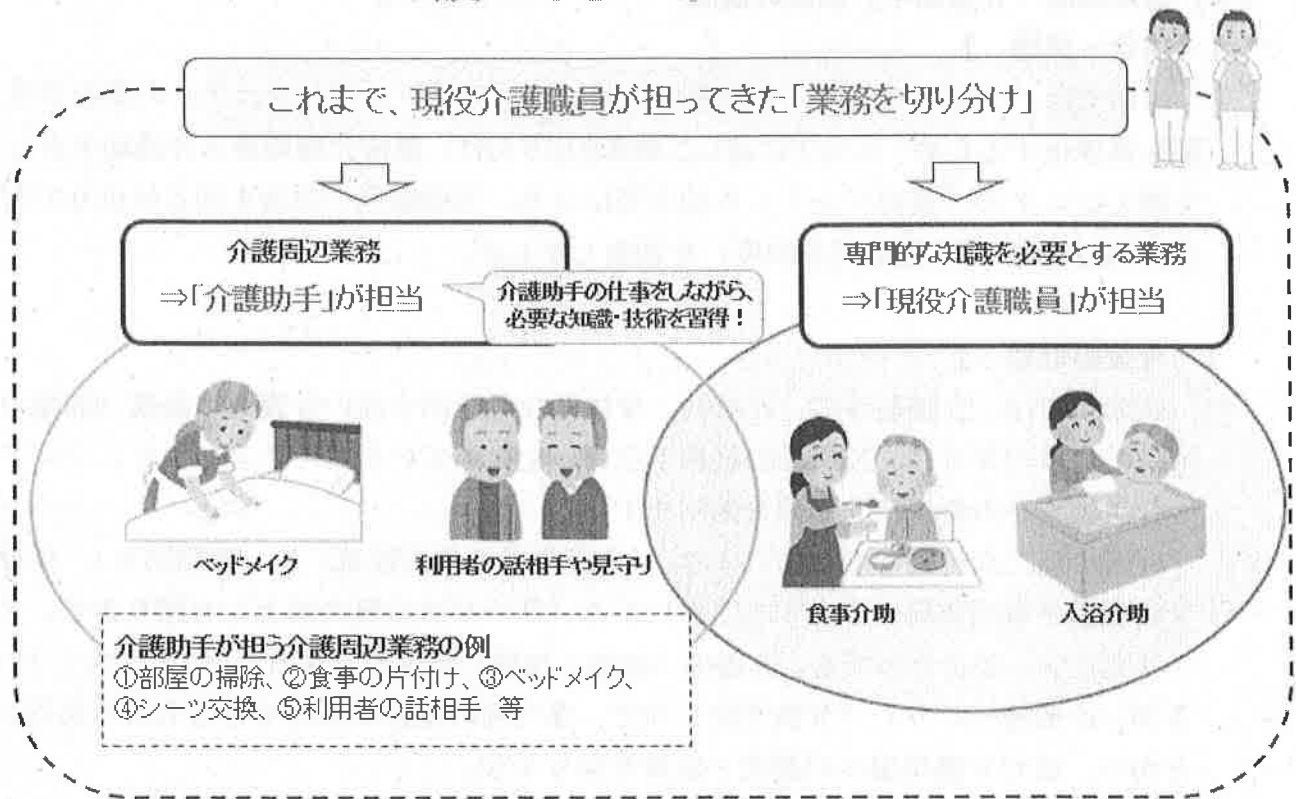 これまで、現役介護職員が担ってきた「業務を切り分け」
介護周辺業務
⇒「介護助手」が担当
介護助手の仕事をしながら、
必要な知識・技術を習得！
専門的な知識を必要とする業務
⇒「現役介護職員」が担当
ベッドメイク
利用者の話相手や見守り
食事介助
入浴介助
介護助手が担う介護周辺業務の例
①部屋の掃除、②食事の片付け、③ベッドメイク、
④シーツ交換、⑤利用者の話相手 等